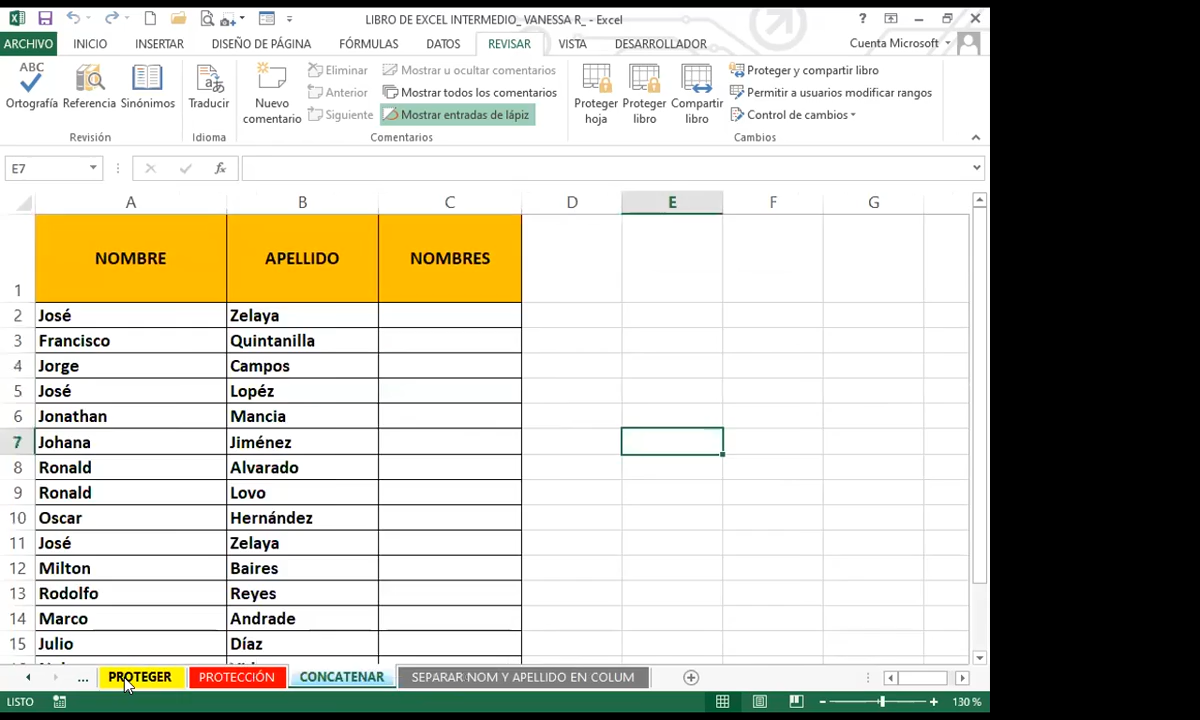 LIBRO DE EXCEL INTERMEDIO_ VANESSA R_ - Excel
?
ARCHIVO INICIO INSERTAR DISEÑO DE PÁGINA FÓRMULAS DATOS REVISAR VISTA DESARROLLADOR Cuenta Microsoft
ABC
Ortografía Referencia Sinónimos
Traducir
Nuevo comentario
Eliminar
Anterior
Siguiente
Mostrar u ocultar comentarios
Mostrar todos los comentarios
Mostrar entradas de lápiz
Proteger hoja
Proteger libro
Compartir libro
Proteger y compartir libro
Permitir a usuarios modificar rangos
Control de cambios
Revisión Idioma Comentarios Cambios
E7 fx
A B C D E F G
1 NOMBRE APELLIDO NOMBRES
2 José Zelaya
3 Francisco Quintanilla
4 Jorge Campos
5 José Lopéz
6 Jonathan Mancia
7 Johana Jiménez
8 Ronald Alvarado
9 Ronald Lovo
10 Oscar Hernández
11 José Zelaya
12 Milton Baires
13 Rodolfo Reyes
14 Marco Andrade
15 Julio Díaz
... PROTEGER PROTECCIÓN CONCATENAR SEPARAR NOM Y APELLIDO EN COLUM
LISTO 130 %